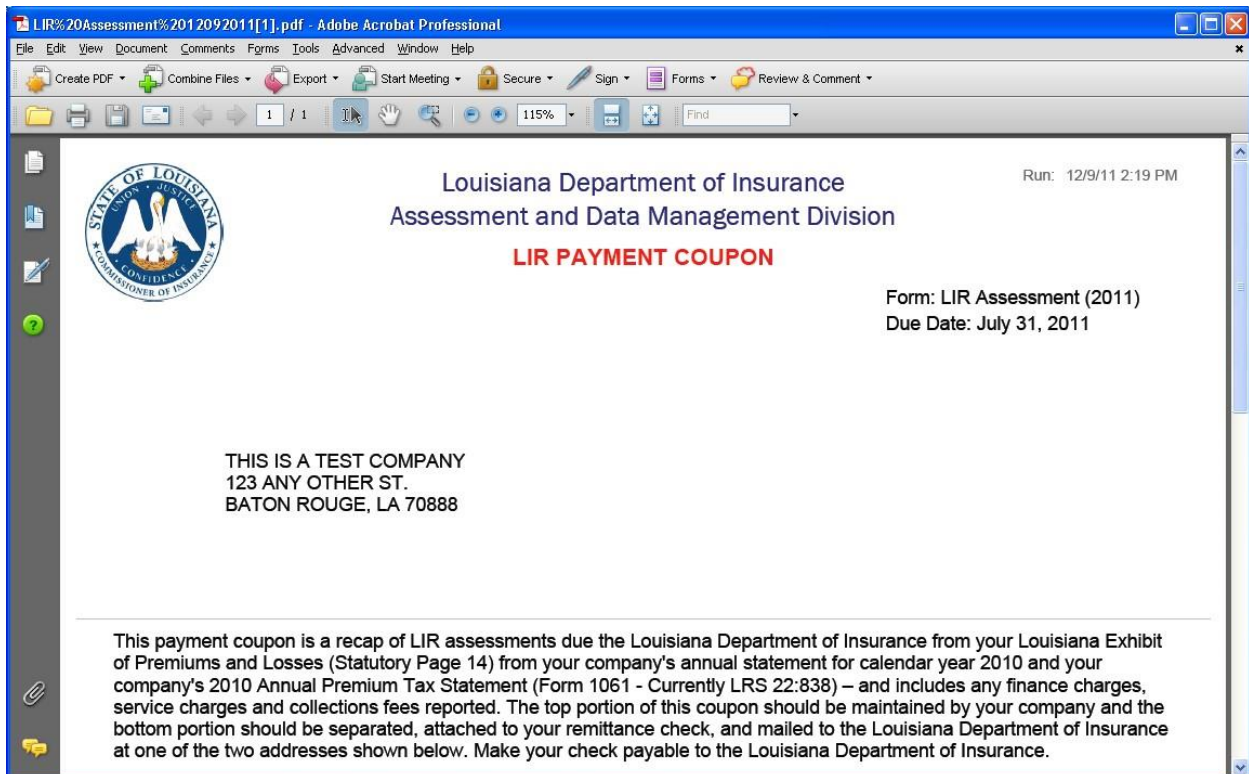 LIR%20Assessment%2012092011[1].pdf - Adobe Acrobat Professional
File Edit View Document Comments Forms Tools Advanced Window Help
Create PDF Combine Files Export Start Meeting Secure Sign Forms Review & Comment
1 / 1 115% Find
STATE OF LOUISIANA
UNION · JUSTICE
CONFIDENCE
COMMISSIONER OF INSURANCE
Louisiana Department of Insurance
Run: 12/9/11 2:19 PM
Assessment and Data Management Division
LIR PAYMENT COUPON
Form: LIR Assessment (2011)
Due Date: July 31, 2011
THIS IS A TEST COMPANY
123 ANY OTHER ST.
BATON ROUGE, LA 70888
This payment coupon is a recap of LIR assessments due the Louisiana Department of Insurance from your Louisiana Exhibit
of Premiums and Losses (Statutory Page 14) from your company's annual statement for calendar year 2010 and your
company's 2010 Annual Premium Tax Statement (Form 1061 - Currently LRS 22:838) – and includes any finance charges,
service charges and collections fees reported. The top portion of this coupon should be maintained by your company and the
bottom portion should be separated, attached to your remittance check, and mailed to the Louisiana Department of Insurance
at one of the two addresses shown below. Make your check payable to the Louisiana Department of Insurance.